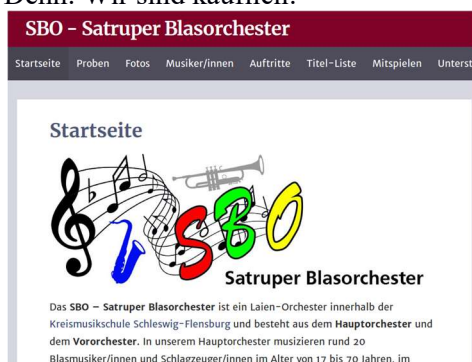 Denn: Wir sind käuflich!
SBO – Satruper Blasorchester
Startseite Proben Fotos Musiker/innen Auftritte Titel-Liste Mitspielen Unterst
Startseite
SBO
Satruper Blasorchester
Das SBO – Satruper Blasorchester ist ein Laien-Orchester innerhalb der
Kreismusikschule Schleswig-Flensburg und besteht aus dem Hauptorchester und
dem Vororchester. In unserem Hauptorchester musizieren rund 20
Blasmusiker/innen und Schlagzeuger/innen im Alter von 17 bis 70 Jahren, im